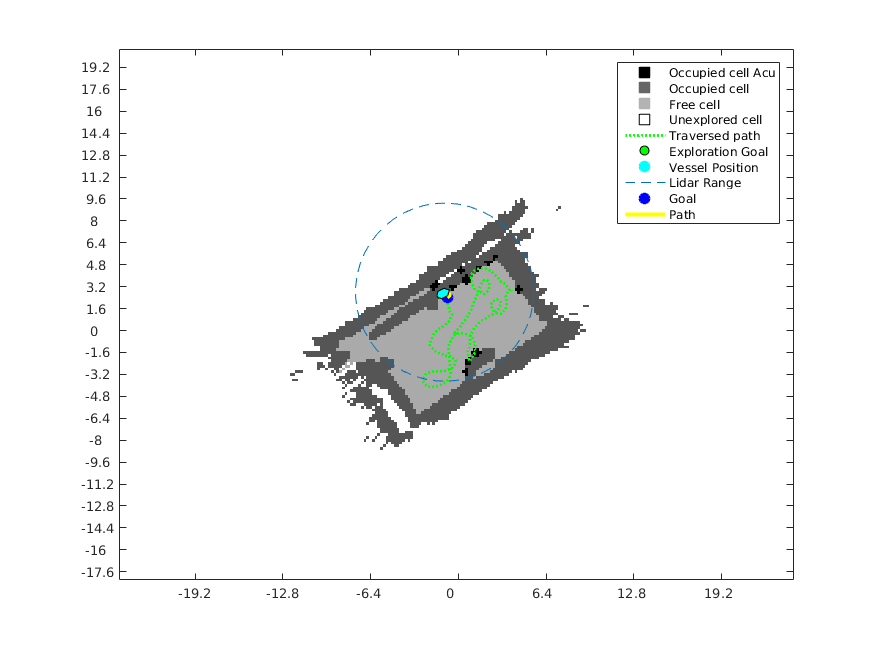 19.2
17.6
16
14.4
12.8
11.2
9.6
8
6.4
4.8
3.2
1.6
0
-1.6
-3.2
-4.8
-6.4
-8
-9.6
-11.2
-12.8
-14.4
-16
-17.6
-19.2 -12.8 -6.4 0 6.4 12.8 19.2
Occupied cell Acu
Occupied cell
Free cell
Unexplored cell
Traversed path
Exploration Goal
Vessel Position
Lidar Range
Goal
Path